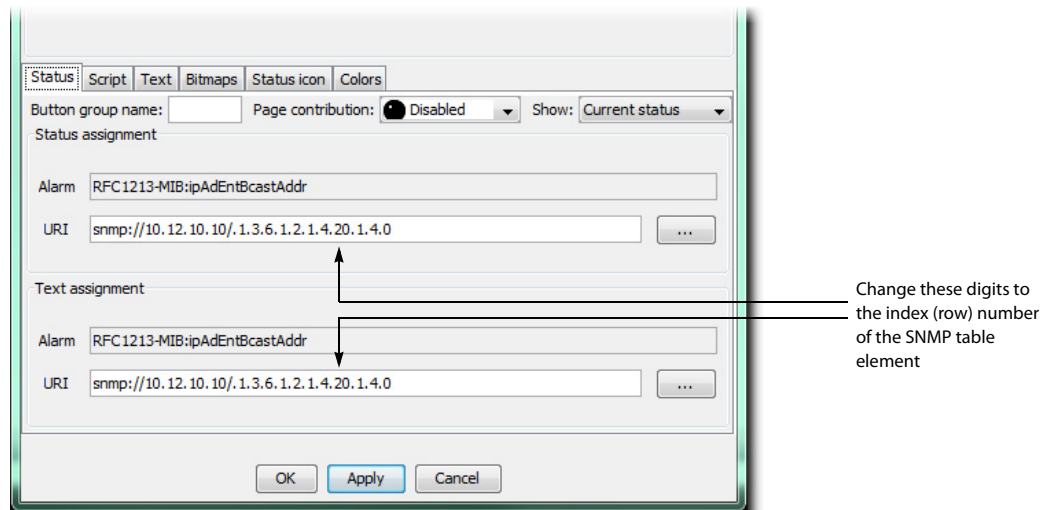 Status Script Text Bitmaps Status icon Colors
Button group name: Page contribution: Disabled Show: Current status
Status assignment
Alarm RFC1213-MIB:ipAdEntBcastAddr
URI snmp://10.12.10.10/.1.3.6.1.2.1.4.20.1.4.0 ...
Text assignment
Alarm RFC1213-MIB:ipAdEntBcastAddr
URI snmp://10.12.10.10/.1.3.6.1.2.1.4.20.1.4.0 ...
OK Apply Cancel
Change these digits to
the index (row) number
of the SNMP table
element